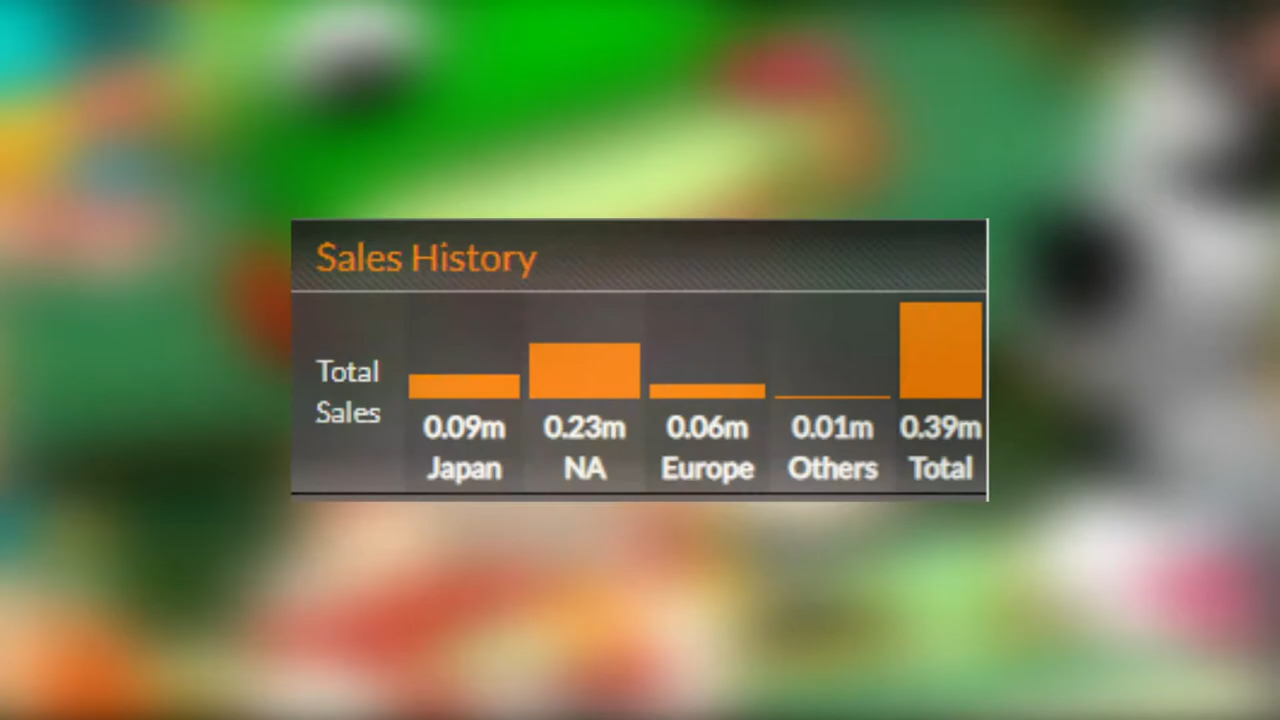 Sales History
Total
Sales
0.09m 0.23m 0.06m 0.01m 0.39m
Japan NA Europe Others Total